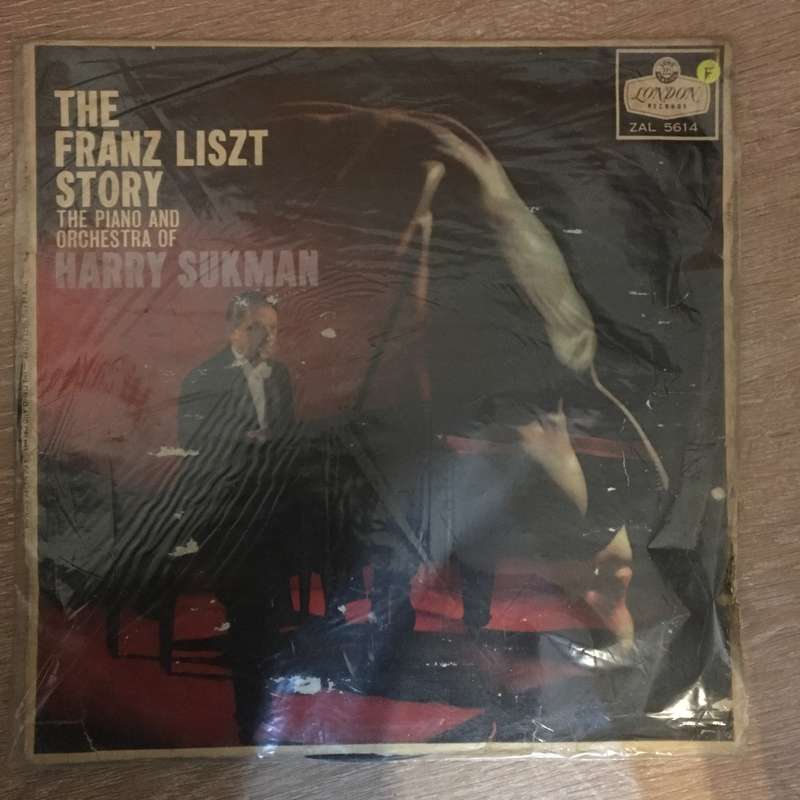 THE
FRANZ LISZT
STORY
THE PIANO AND
ORCHESTRA OF
HARRY SUKMAN
LONDON
RECORDS
ZAL 5614
F